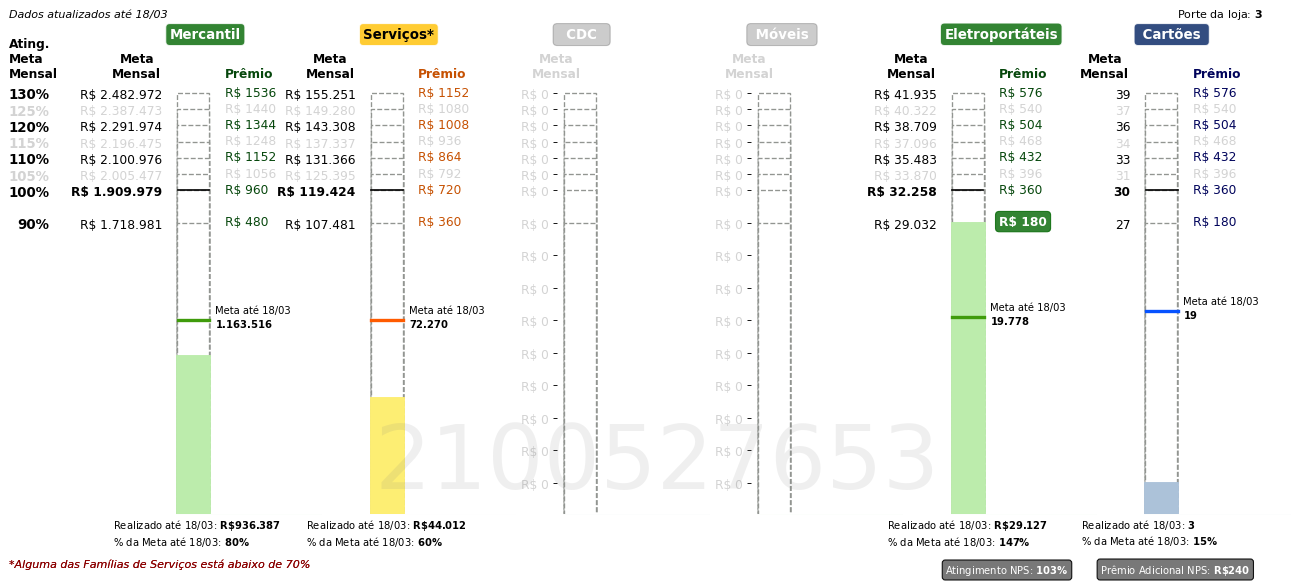 Dados atualizados até 18/03
Porte da loja: 3
Mercantil Serviços* CDC Móveis Eletroportáteis Cartões
Ating. Meta Mensal
Meta Mensal Prêmio Meta Mensal Prêmio Meta Mensal Meta Mensal Meta Mensal Prêmio Meta Mensal Prêmio
130% R$ 2.482.972 R$ 1536 R$ 155.251 R$ 1152 R$ 0 R$ 0 R$ 41.935 R$ 576 39 R$ 576
125% R$ 2.387.473 R$ 1440 R$ 149.280 R$ 1080 R$ 0 R$ 0 R$ 40.322 R$ 540 37 R$ 540
120% R$ 2.291.974 R$ 1344 R$ 143.308 R$ 1008 R$ 0 R$ 0 R$ 38.709 R$ 504 36 R$ 504
115% R$ 2.196.475 R$ 1248 R$ 137.337 R$ 936 R$ 0 R$ 0 R$ 37.096 R$ 468 34 R$ 468
110% R$ 2.100.976 R$ 1152 R$ 131.366 R$ 864 R$ 0 R$ 0 R$ 35.483 R$ 432 33 R$ 432
105% R$ 2.005.477 R$ 1056 R$ 125.395 R$ 792 R$ 0 R$ 0 R$ 33.870 R$ 396 31 R$ 396
100% R$ 1.909.979 R$ 960 R$ 119.424 R$ 720 R$ 0 R$ 0 R$ 32.258 R$ 360 30 R$ 360
90% R$ 1.718.981 R$ 480 R$ 107.481 R$ 360 R$ 0 R$ 0 R$ 29.032 R$ 180 27 R$ 180
R$ 0 R$ 0
R$ 0 R$ 0
Meta até 18/03 Meta até 18/03 Meta até 18/03 Meta até 18/03
1.163.516 72.270 R$ 0 R$ 0 19.778 19
R$ 0 R$ 0
R$ 0 R$ 0
R$ 0 R$ 0
R$ 0 R$ 0
R$ 0 R$ 0
2100527653
Realizado até 18/03: R$936.387 Realizado até 18/03: R$44.012 Realizado até 18/03: R$29.127 Realizado até 18/03: 3
% da Meta até 18/03: 80% % da Meta até 18/03: 60% % da Meta até 18/03: 147% % da Meta até 18/03: 15%
*Alguma das Famílias de Serviços está abaixo de 70%
Atingimento NPS: 103% Prêmio Adicional NPS: R$240